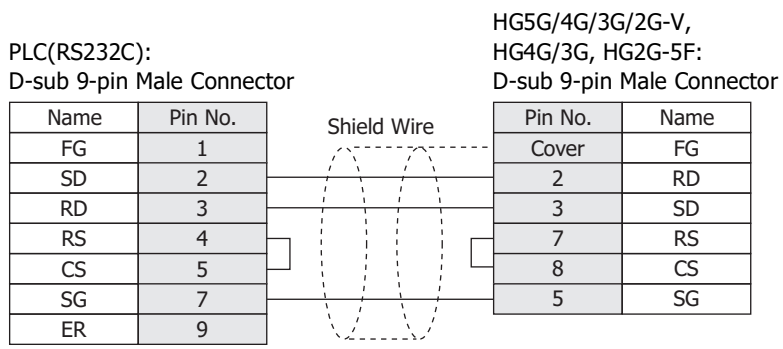 HG5G/4G/3G/2G-V,
PLC(RS232C): HG4G/3G, HG2G-5F:
D-sub 9-pin Male Connector D-sub 9-pin Male Connector
Name Pin No. Shield Wire Pin No. Name
FG 1 Cover FG
SD 2 2 RD
RD 3 3 SD
RS 4 7 RS
CS 5 8 CS
SG 7 5 SG
ER 9